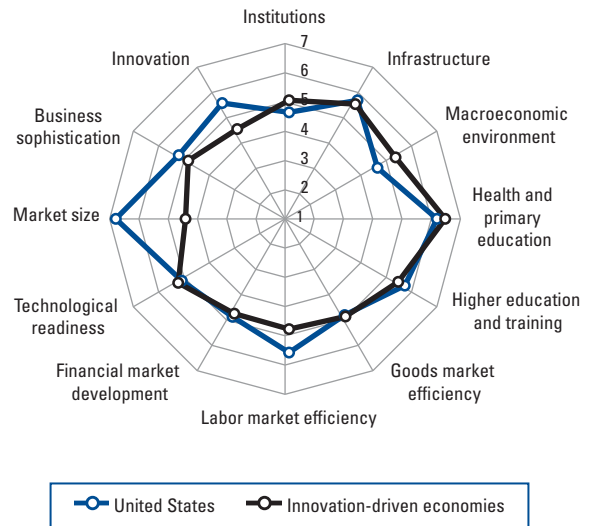 Institutions
7
6
5
4
3
2
1
Infrastructure
Macroeconomic
environment
Health and
primary
education
Higher education
and training
Goods market
efficiency
Labor market efficiency
Financial market
development
Technological
readiness
Market size
Business
sophistication
Innovation
United States
Innovation-driven economies